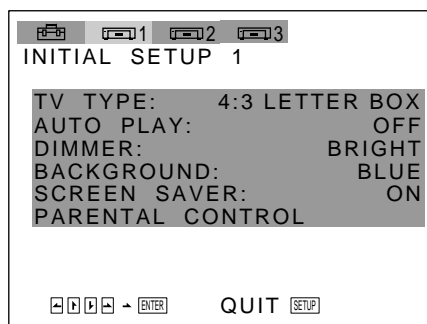 1 2 3
INITIAL SETUP 1
TV TYPE: 4:3 LETTER BOX
AUTO PLAY: OFF
DIMMER: BRIGHT
BACKGROUND: BLUE
SCREEN SAVER: ON
PARENTAL CONTROL
ENTER QUIT SETUP